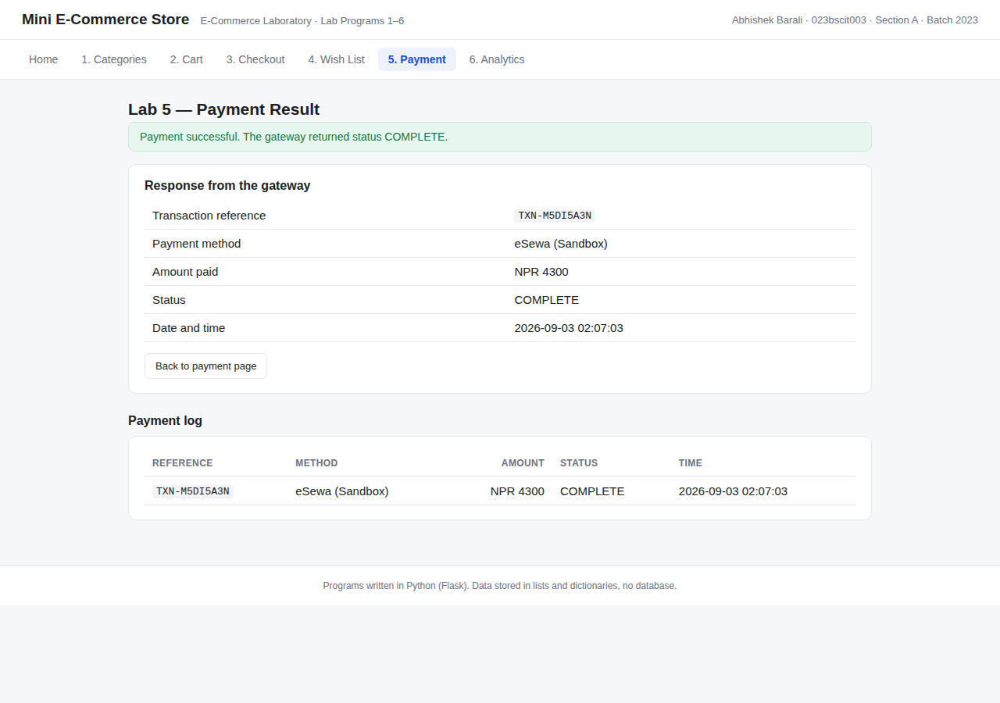 Mini E-Commerce Store E-Commerce Laboratory · Lab Programs 1–6 Abhishek Barali · 023bscit003 · Section A · Batch 2023
Home 1. Categories 2. Cart 3. Checkout 4. Wish List 5. Payment 6. Analytics
Lab 5 — Payment Result
Payment successful. The gateway returned status COMPLETE.
Response from the gateway
Transaction reference TXN-M5DI5A3N
Payment method eSewa (Sandbox)
Amount paid NPR 4300
Status COMPLETE
Date and time 2026-09-03 02:07:03
Back to payment page
Payment log
REFERENCE METHOD AMOUNT STATUS TIME
TXN-M5DI5A3N eSewa (Sandbox) NPR 4300 COMPLETE 2026-09-03 02:07:03
Programs written in Python (Flask). Data stored in lists and dictionaries, no database.